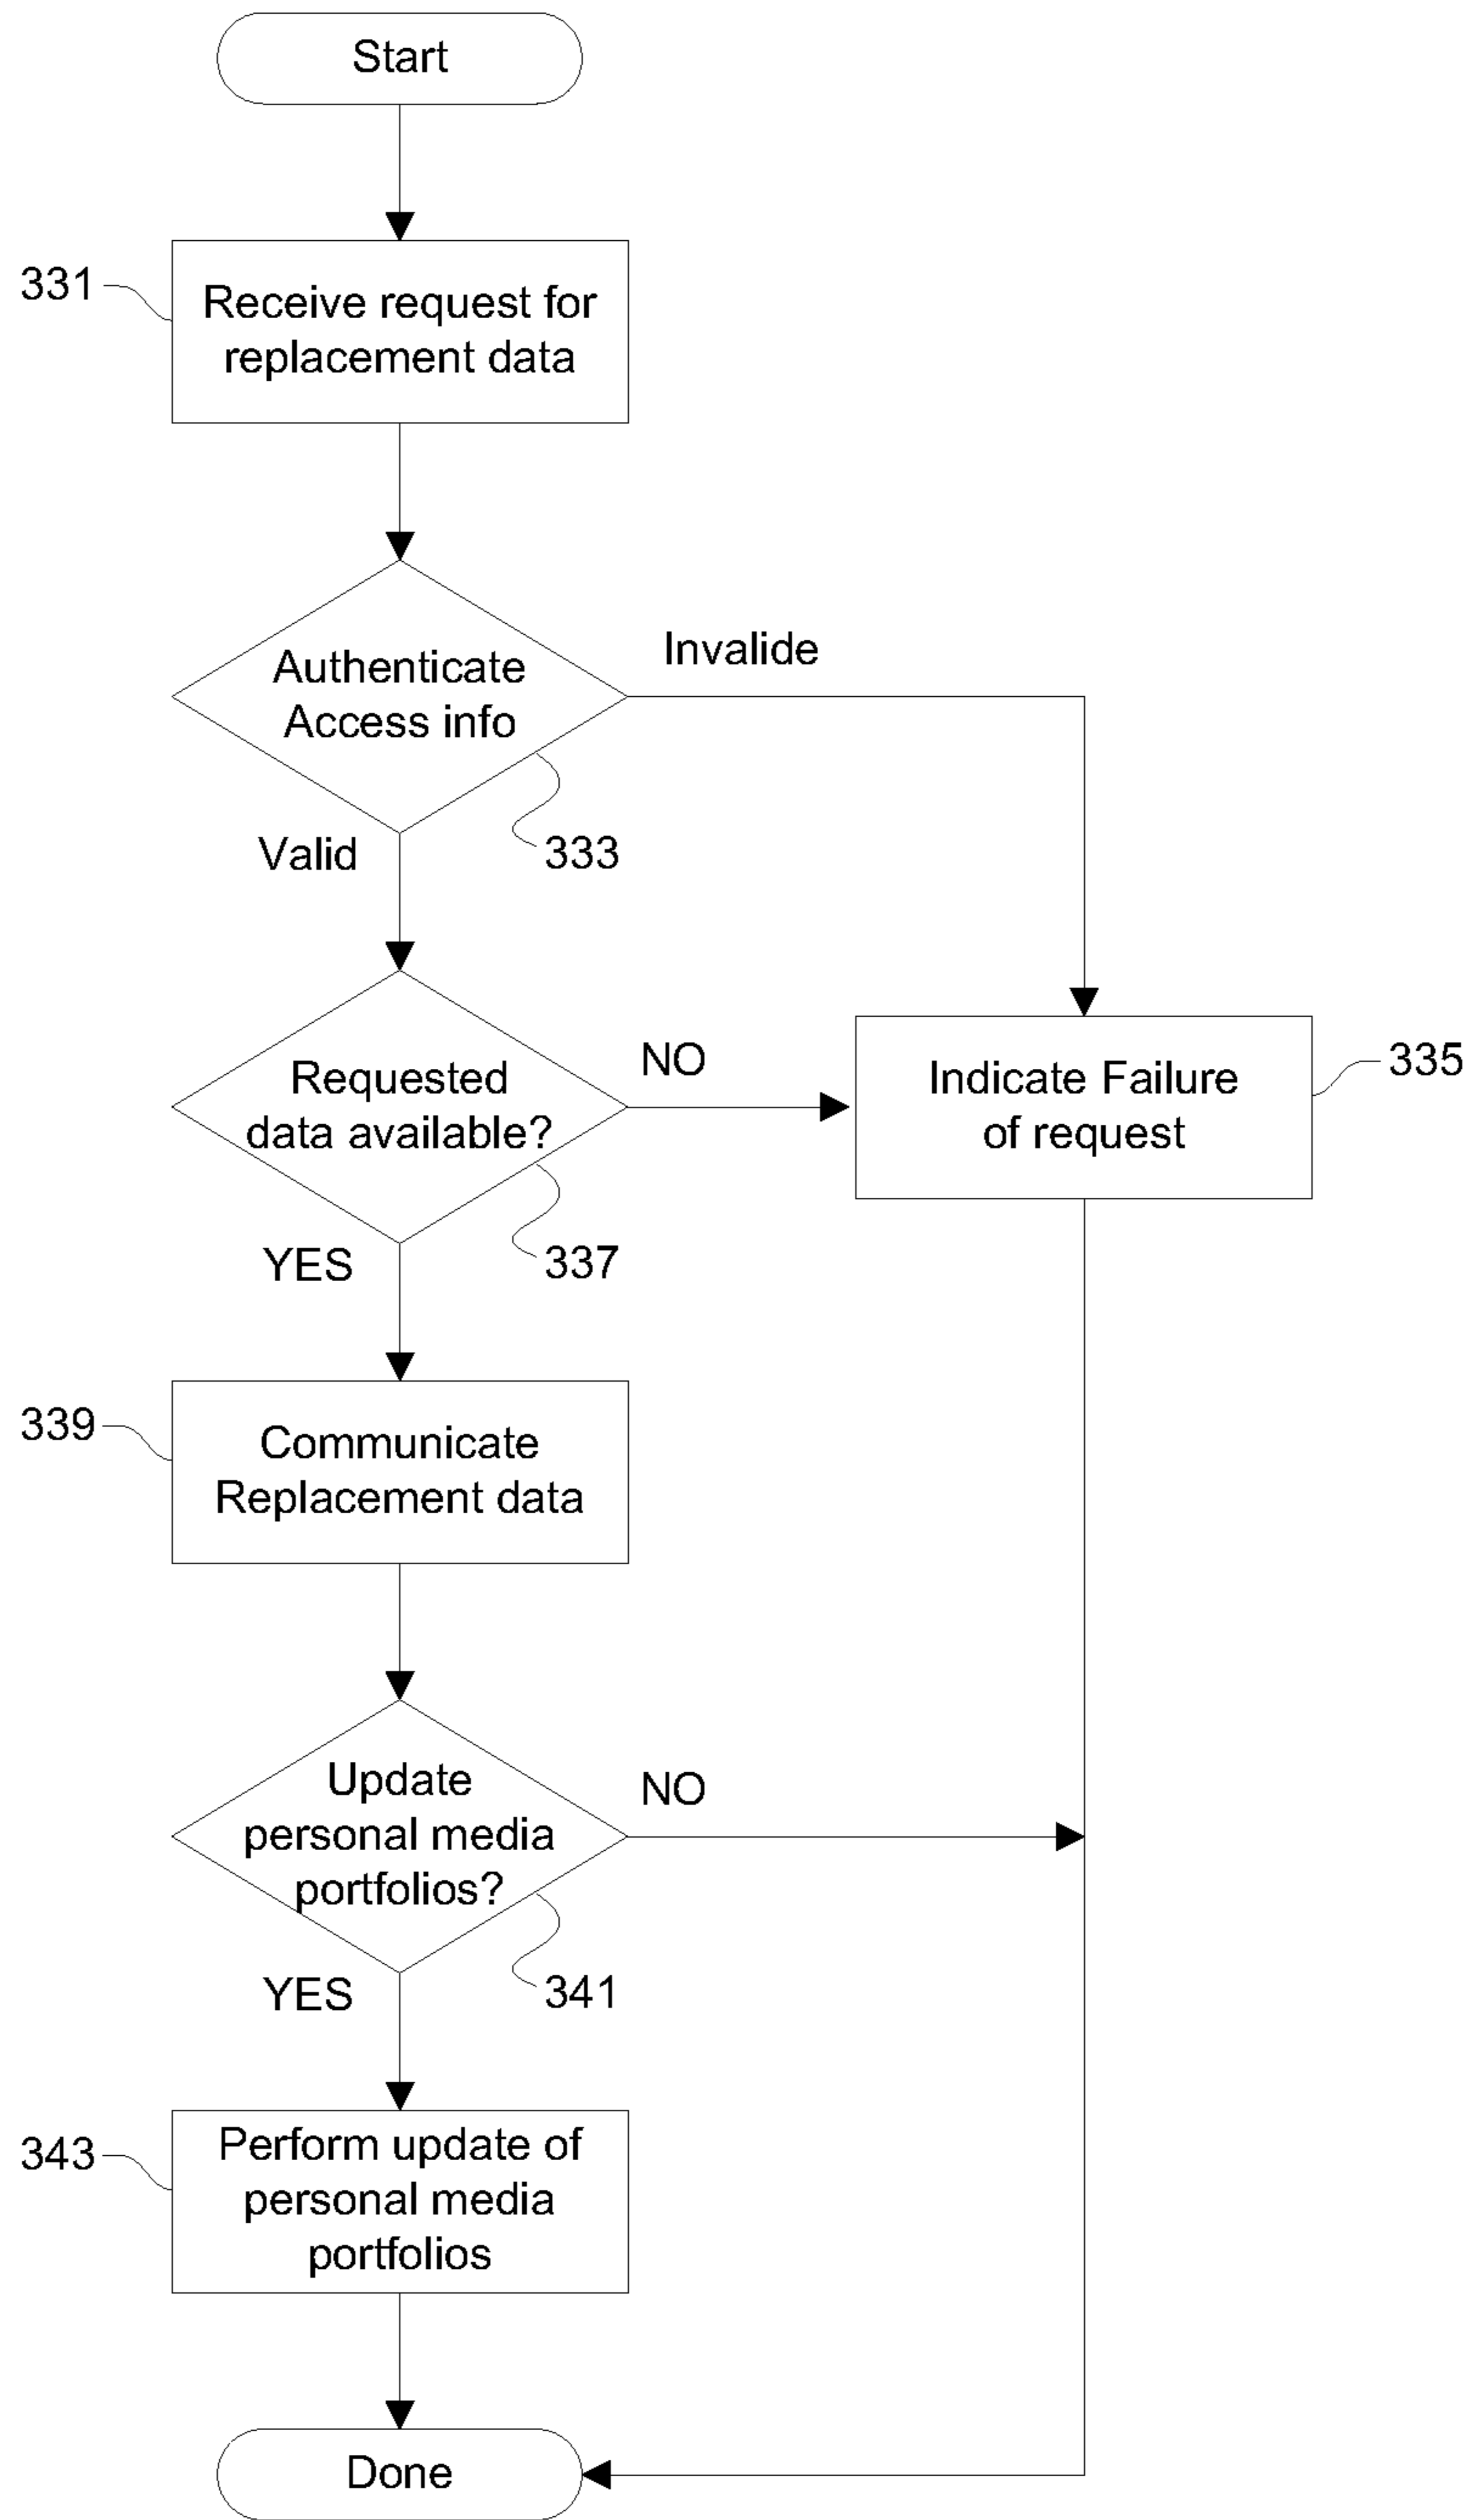 Start
331
Receive request for
replacement data
Invalide
Authenticate
Access info
Valid
333
Requested
data available?
NO
Indicate Failure
of request
335
YES
337
339
Communicate
Replacement data
Update
personal media
portfolios?
NO
YES
341
343
Perform update of
personal media
portfolios
Done